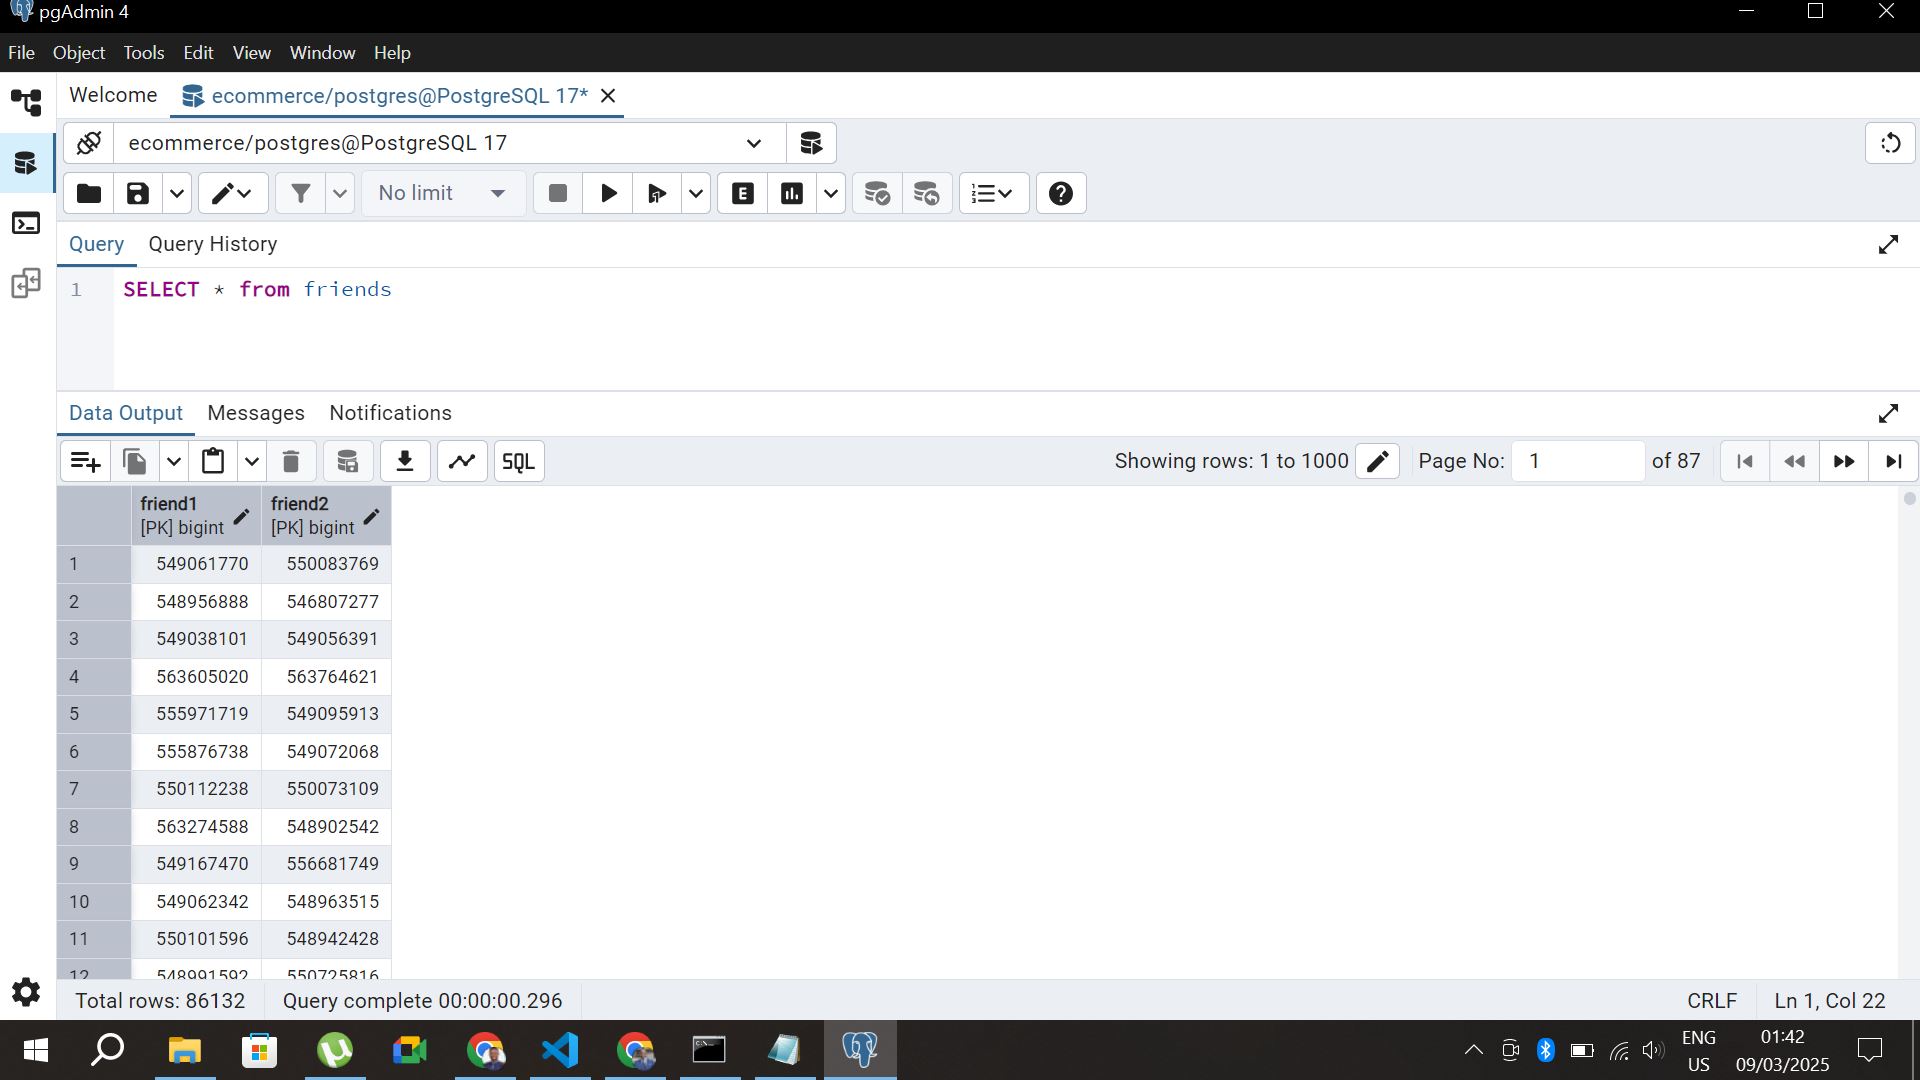 pgAdmin 4
File Object Tools Edit View Window Help
Welcome ecommerce/postgres@PostgreSQL 17*
ecommerce/postgres@PostgreSQL 17
No limit
E
Query Query History
1 SELECT * from friends
Data Output Messages Notifications
SQL Showing rows: 1 to 1000 Page No: 1 of 87
friend1 friend2
[PK] bigint [PK] bigint
1 549061770 550083769
2 548956888 546807277
3 549038101 549056391
4 563605020 563764621
5 555971719 549095913
6 555876738 549072068
7 550112238 550073109
8 563274588 548902542
9 549167470 556681749
10 549062342 548963515
11 550101596 548942428
12 548991592 550725816
Total rows: 86132 Query complete 00:00:00.296 CRLF Ln 1, Col 22
ENG 01:42
US 09/03/2025